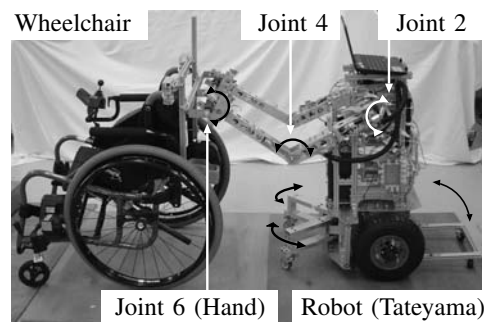 Wheelchair
Joint 4
Joint 2
Joint 6 (Hand)
Robot (Tateyama)